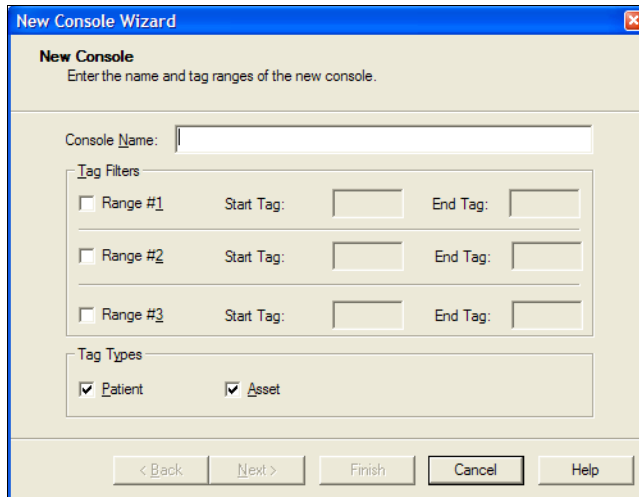 New Console Wizard
New Console
Enter the name and tag ranges of the new console.
Console Name:
Tag Filters
Range #1 Start Tag: End Tag:
Range #2 Start Tag: End Tag:
Range #3 Start Tag: End Tag:
Tag Types
Patient Asset
< Back Next > Finish Cancel Help